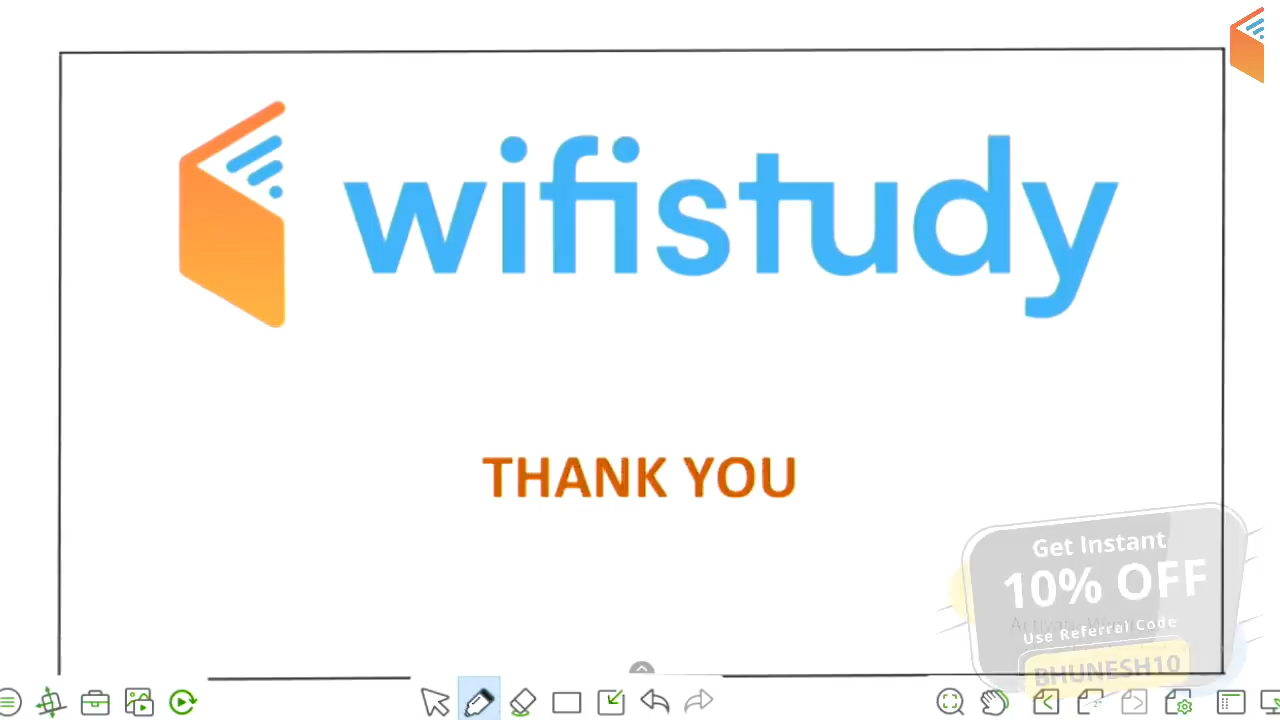 wifistudy
THANK YOU
Get Instant
10% OFF
Use Referral Code
BHUNESH10